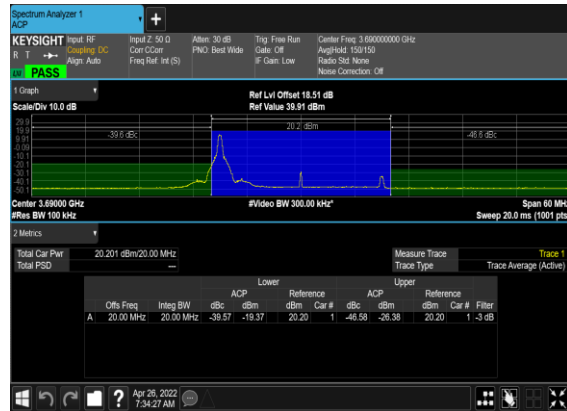 Spectrum Analyzer 1
ACP
KEYSIGHT Input: RF Input Z: 50 Ω Atten: 30 dB Trig: Free Run Center Freq: 3.690000000 GHz
R T Coupling: DC Corr CCorr PNO: Best Wide Gate: Off Avg|Hold: 150/150
Align: Auto Freq Ref: Int (S) IF Gain: Low Radio Std: None
PASS Noise Correction: Off
1 Graph Ref Lvl Offset 18.51 dB
Scale/Div 10.0 dB Ref Value 39.91 dBm
29.9
19.9
9.91
-0.09
-10.1
-20.1
-30.1
-40.1
-50.1
-39.6 dBc 20.2 dBm -46.6 dBc
Center 3.69000 GHz #Video BW 300.00 kHz* Span 60 MHz
#Res BW 100 kHz Sweep 20.0 ms (1001 pts)
2 Metrics
Total Car Pwr 20.201 dBm/20.00 MHz Measure Trace Trace 1
Total PSD --- Trace Type Trace Average (Active)
Lower Upper
ACP Reference ACP Reference
Offs Freq Integ BW dBc dBm dBm Car # dBc dBm dBm Car # Filter
A 20.00 MHz 20.00 MHz -39.57 -19.37 20.20 1 -46.58 -26.38 20.20 1 -3 dB
? Apr 26, 2022
7:34:27 AM